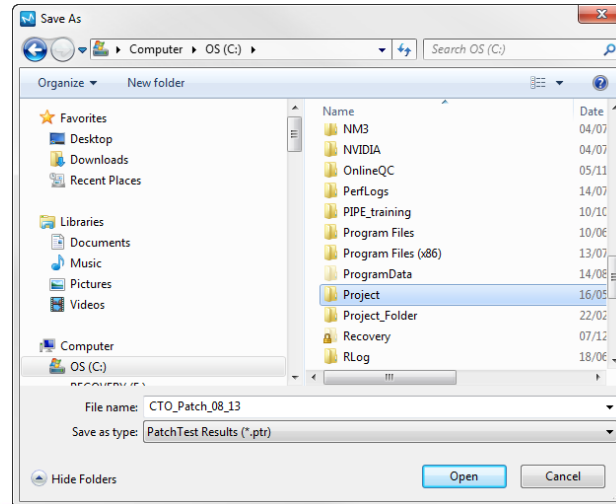 Save As
Computer OS (C:)
Search OS (C:)
Organize
New folder
Favorites
Desktop
Downloads
Recent Places
Libraries
Documents
Music
Pictures
Videos
Computer
OS (C:)
Name Date
NM3 04/07
NVIDIA 04/07
OnlineQC 05/11
PerfLogs 14/07
PIPE_training 10/10
Program Files 10/06
Program Files (x86) 13/07
ProgramData 14/08
Project 16/05
Project_Folder 22/02
Recovery 07/12
RLog 18/06
File name: CTO_Patch_08_13
Save as type: PatchTest Results (*.ptr)
Hide Folders
Open
Cancel